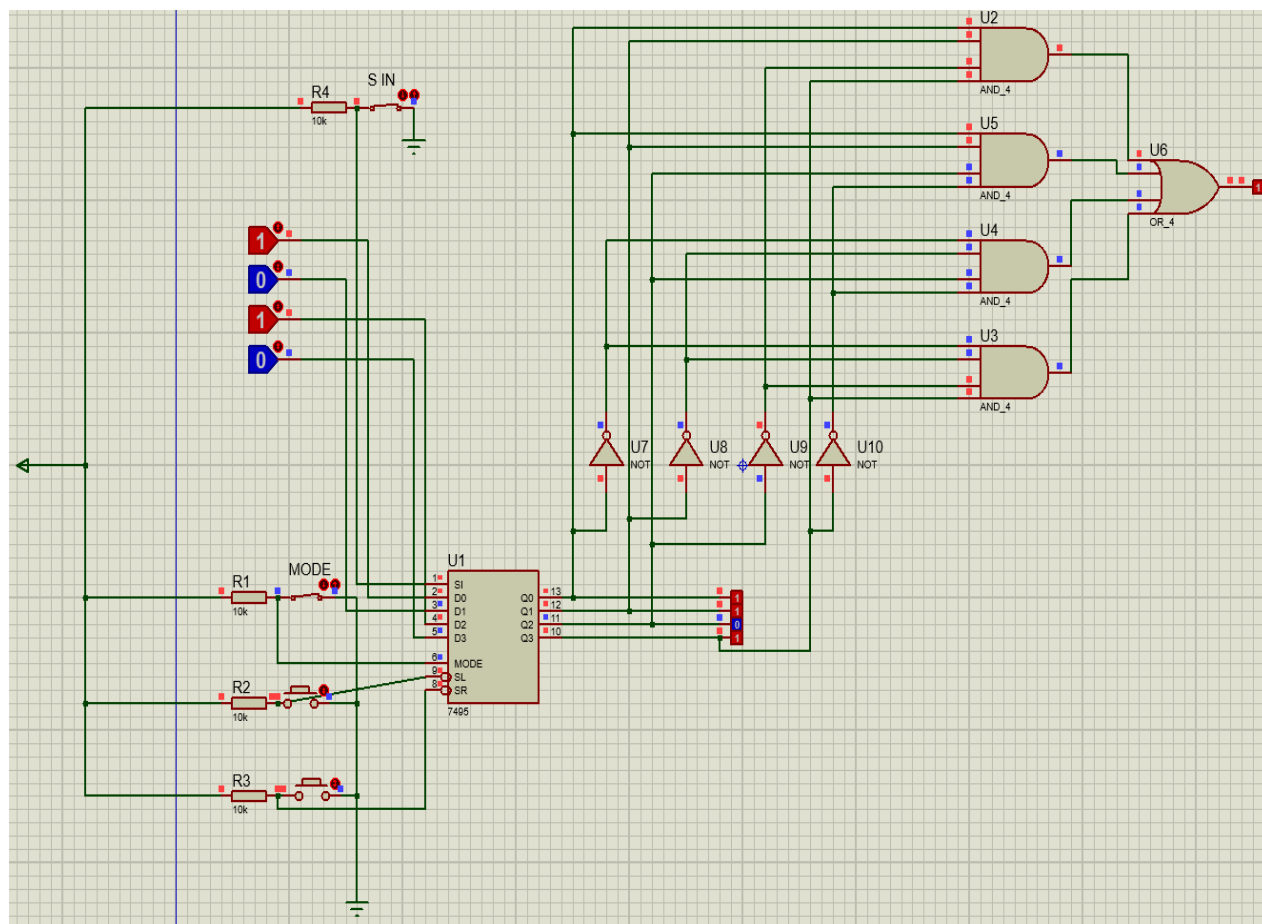 U2
AND_4
S IN
R4
10k
U5
AND_4
U6
OR_4
1
U4
AND_4
1
0
1
0
U3
AND_4
U7
NOT
U8
NOT
U9
NOT
U10
NOT
U1
MODE
R1
10k
1 SI
2 D0 Q0 13 1
3 D1 Q1 12 1
4 D2 Q2 11 0
5 D3 Q3 10 1
6 MODE
9 SL
8 SR
7495
R2
10k
R3
10k